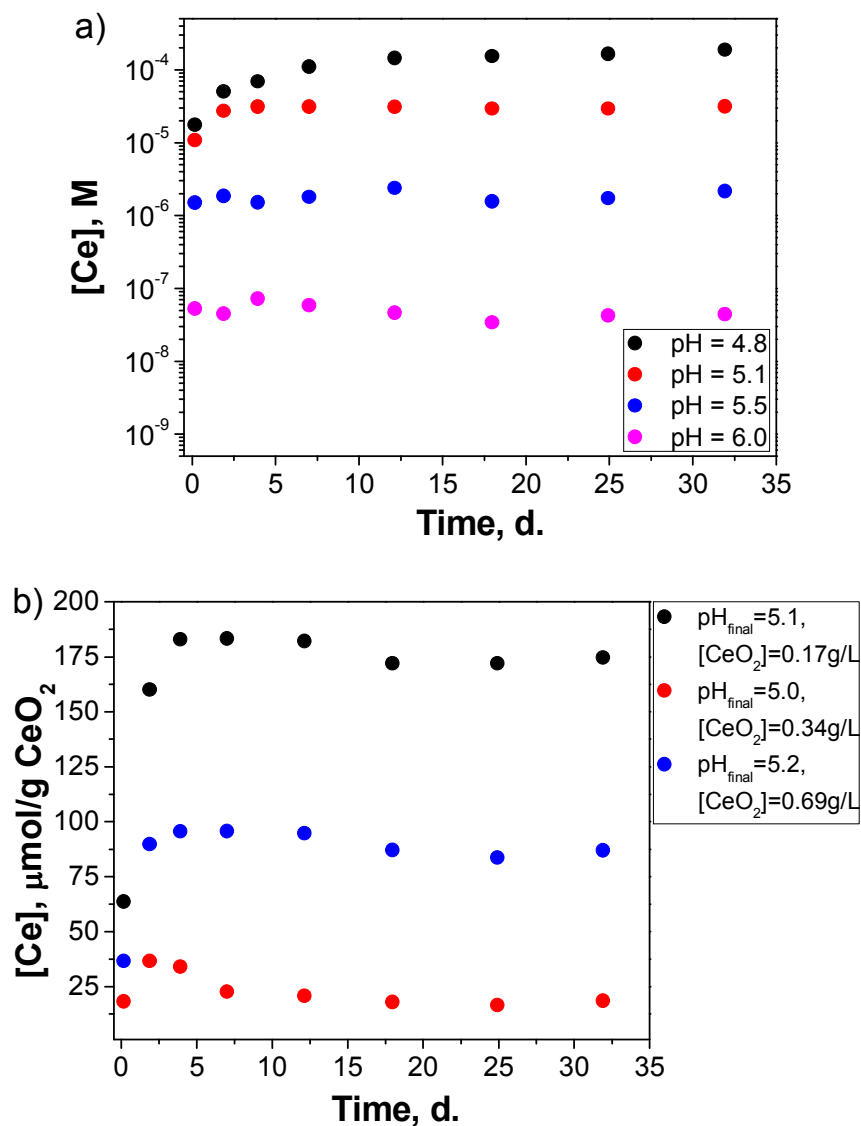 a)
10⁻⁴
10⁻⁵
10⁻⁶
10⁻⁷
10⁻⁸
10⁻⁹
[Ce], M
pH = 4.8
pH = 5.1
pH = 5.5
pH = 6.0
0 5 10 15 20 25 30 35
Time, d.
b)
200
175
150
125
100
75
50
25
[Ce], μmol/g CeO₂
pH_final=5.1,
[CeO₂]=0.17g/L
pH_final=5.0,
[CeO₂]=0.34g/L
pH_final=5.2,
[CeO₂]=0.69g/L
0 5 10 15 20 25 30 35
Time, d.